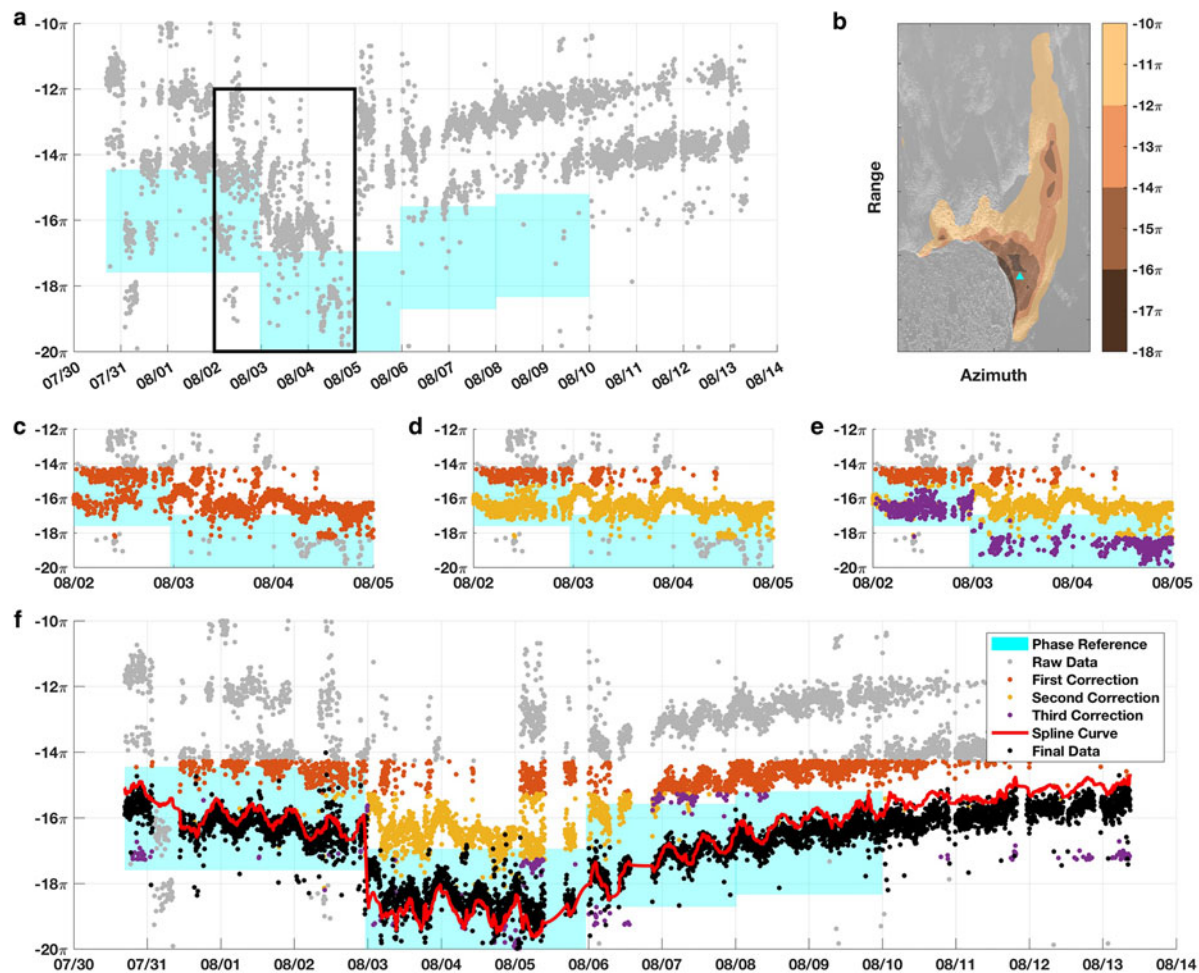 a
-10π
-12π
-14π
-16π
-18π
-20π
07/30
07/31
08/01
08/02
08/03
08/04
08/05
08/06
08/07
08/08
08/09
08/10
08/11
08/12
08/13
08/14
b
Range
Azimuth
-10π
-11π
-12π
-13π
-14π
-15π
-16π
-17π
-18π
c
-12π
-14π
-16π
-18π
-20π
08/02
08/03
08/04
08/05
d
-12π
-14π
-16π
-18π
-20π
08/02
08/03
08/04
08/05
e
-12π
-14π
-16π
-18π
-20π
08/02
08/03
08/04
08/05
f
-10π
-12π
-14π
-16π
-18π
-20π
Phase Reference
Raw Data
First Correction
Second Correction
Third Correction
Spline Curve
Final Data
07/30
07/31
08/01
08/02
08/03
08/04
08/05
08/06
08/07
08/08
08/09
08/10
08/11
08/12
08/13
08/14